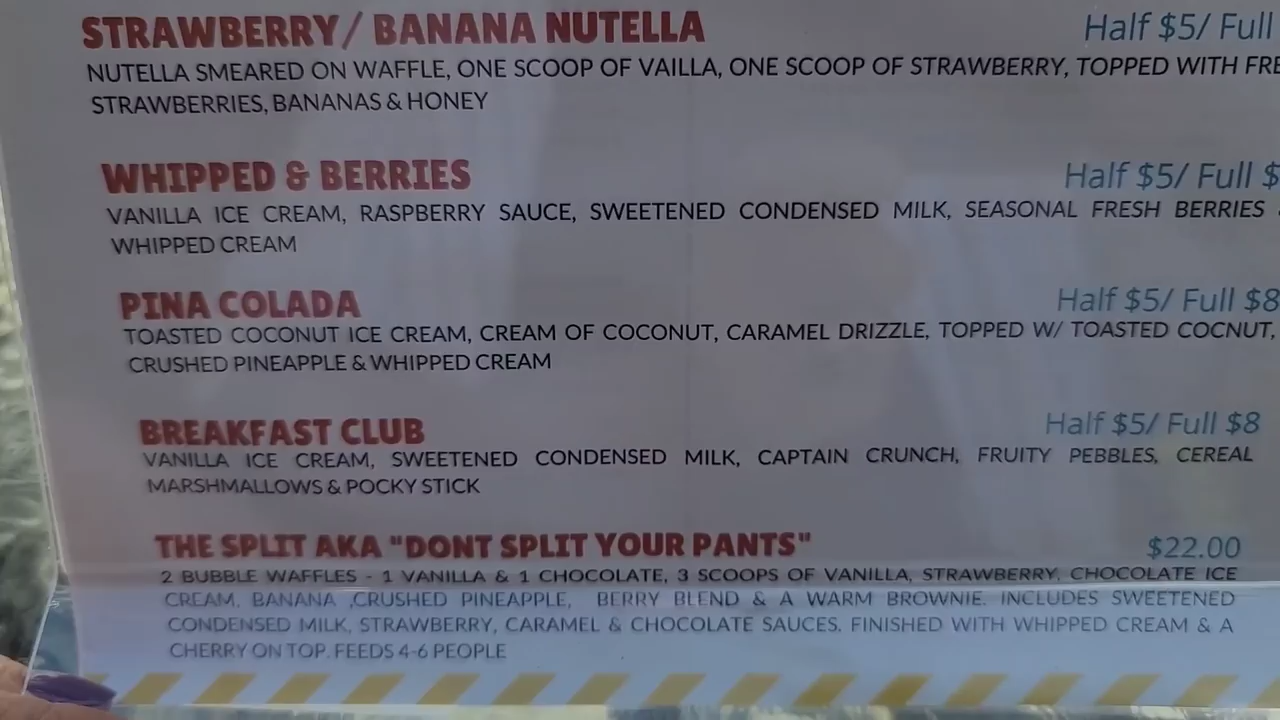 STRAWBERRY/ BANANA NUTELLA Half $5/ Full
NUTELLA SMEARED ON WAFFLE, ONE SCOOP OF VAILLA, ONE SCOOP OF STRAWBERRY, TOPPED WITH
STRAWBERRIES, BANANAS & HONEY
WHIPPED & BERRIES Half $5/ Full $
VANILLA ICE CREAM, RASPBERRY SAUCE, SWEETENED CONDENSED MILK, SEASONAL FRESH BERRIES
WHIPPED CREAM
PINA COLADA Half $5/ Full $8
TOASTED COCONUT ICE CREAM, CREAM OF COCONUT, CARAMEL DRIZZLE, TOPPED W/ TOASTED COCNUT,
CRUSHED PINEAPPLE & WHIPPED CREAM
BREAKFAST CLUB Half $5/ Full $8
VANILLA ICE CREAM, SWEETENED CONDENSED MILK, CAPTAIN CRUNCH, FRUITY PEBBLES, CEREAL
MARSHMALLOWS & POCKY STICK
THE SPLIT AKA "DONT SPLIT YOUR PANTS" $22.00
2 BUBBLE WAFFLES - 1 VANILLA & 1 CHOCOLATE, 3 SCOOPS OF VANILLA, STRAWBERRY, CHOCOLATE ICE
CREAM, BANANA ,CRUSHED PINEAPPLE, BERRY BLEND & A WARM BROWNIE. INCLUDES SWEETENED
CONDENSED MILK, STRAWBERRY, CARAMEL & CHOCOLATE SAUCES. FINISHED WITH WHIPPED CREAM & A
CHERRY ON TOP. FEEDS 4-6 PEOPLE